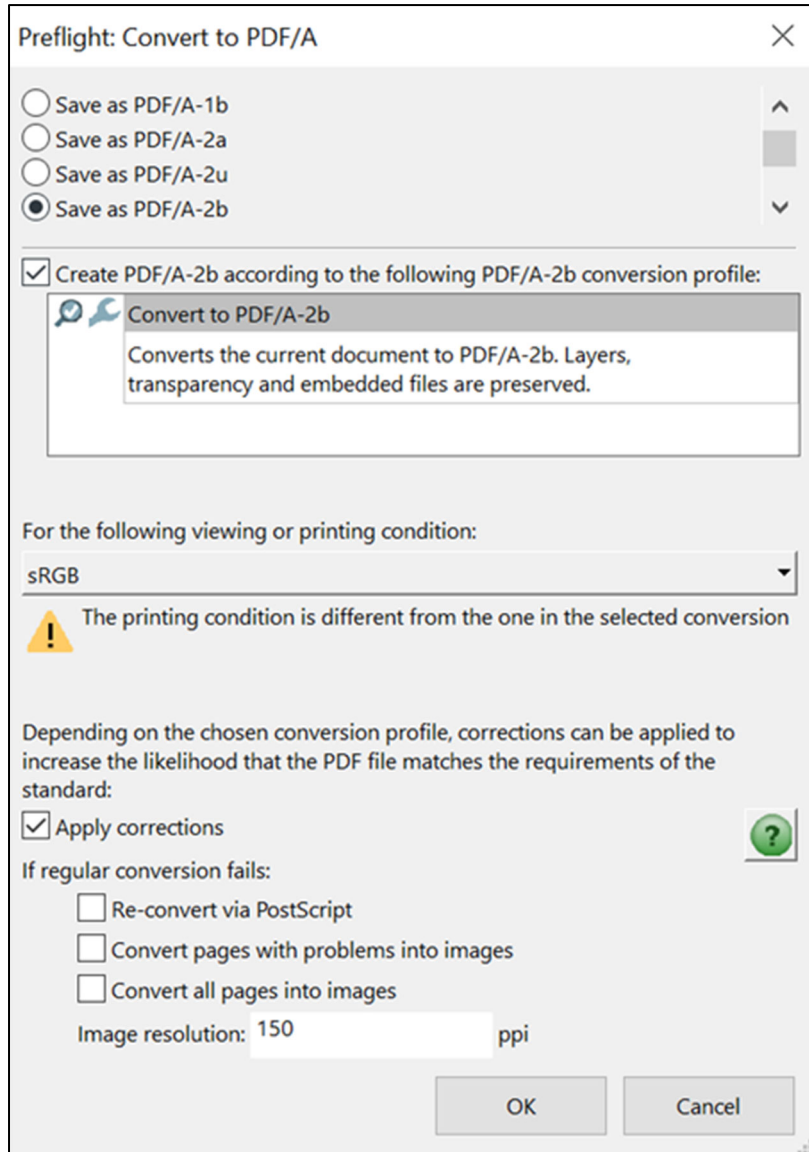 Preflight: Convert to PDF/A
Save as PDF/A-1b
Save as PDF/A-2a
Save as PDF/A-2u
Save as PDF/A-2b
Create PDF/A-2b according to the following PDF/A-2b conversion profile:
Convert to PDF/A-2b
Converts the current document to PDF/A-2b. Layers,
transparency and embedded files are preserved.
For the following viewing or printing condition:
sRGB
The printing condition is different from the one in the selected conversion
Depending on the chosen conversion profile, corrections can be applied to
increase the likelihood that the PDF file matches the requirements of the
standard:
Apply corrections
If regular conversion fails:
Re-convert via PostScript
Convert pages with problems into images
Convert all pages into images
Image resolution: 150 ppi
OK Cancel